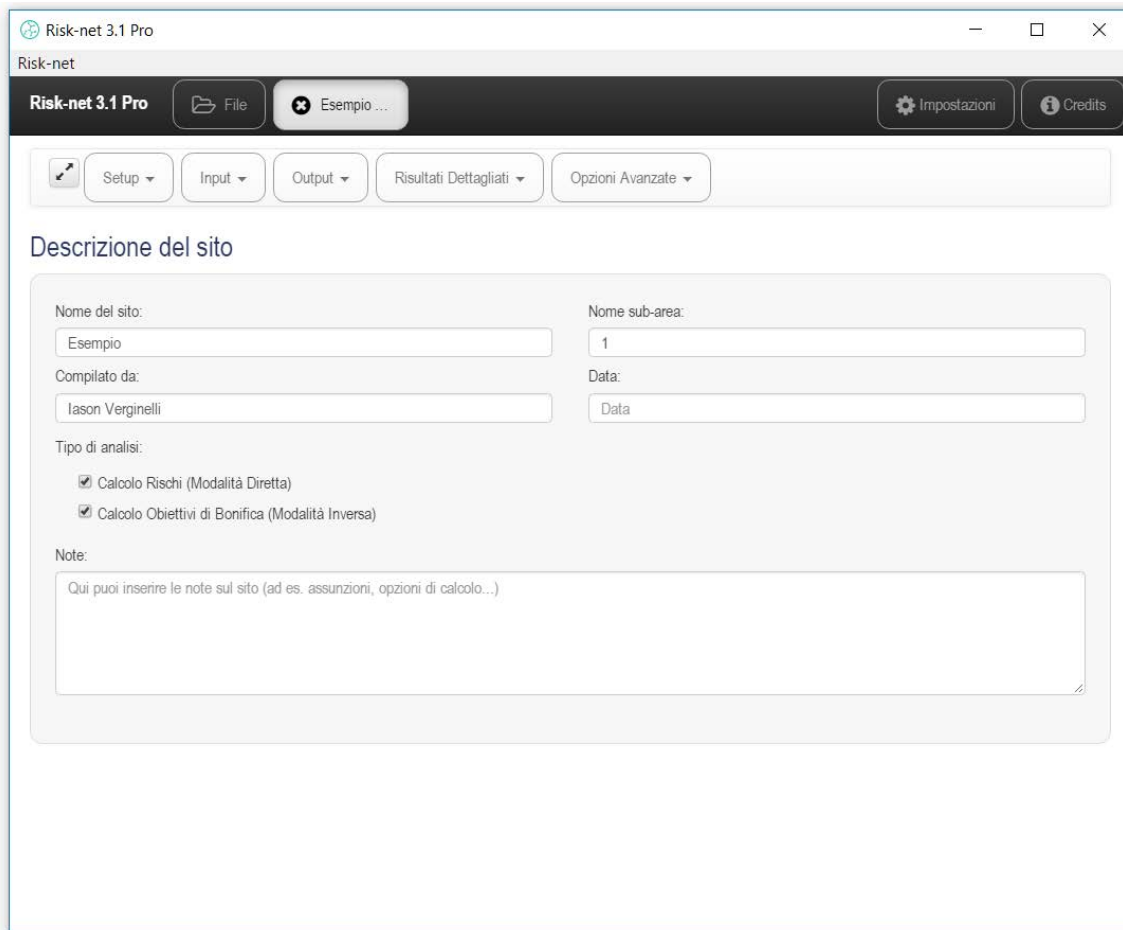 Risk-net 3.1 Pro
Risk-net
Risk-net 3.1 Pro File Esempio ... Impostazioni Credits
Setup Input Output Risultati Dettagliati Opzioni Avanzate
Descrizione del sito
Nome del sito: Nome sub-area:
Esempio 1
Compilato da: Data:
Iason Verginelli Data
Tipo di analisi:
Calcolo Rischi (Modalità Diretta)
Calcolo Obiettivi di Bonifica (Modalità Inversa)
Note:
Qui puoi inserire le note sul sito (ad es. assunzioni, opzioni di calcolo...)